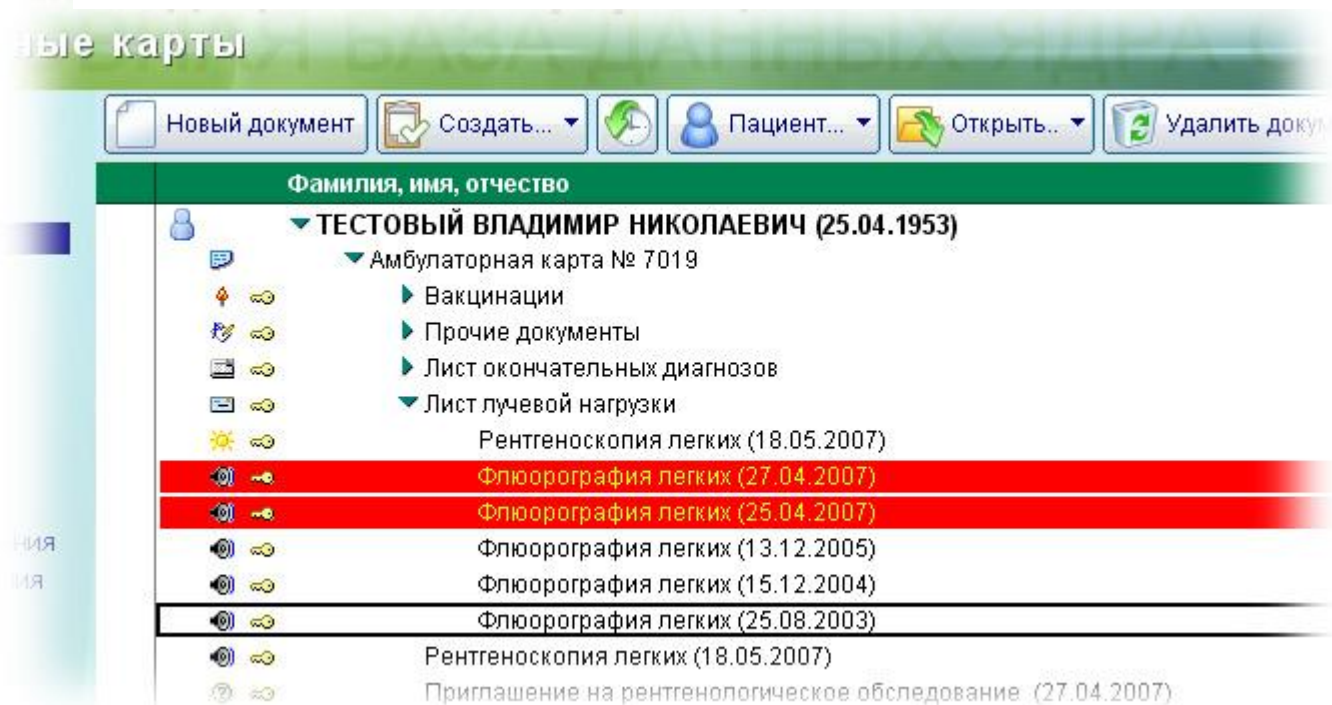 ные карты
БАЗА ДАННЫХ ЯДРА
Новый документ Создать... Пациент... Открыть.. Удалить
Фамилия, имя, отчество
ТЕСТОВЫЙ ВЛАДИМИР НИКОЛАЕВИЧ (25.04.1953)
Амбулаторная карта № 7019
Вакцинации
Прочие документы
Лист окончательных диагнозов
Лист лучевой нагрузки
Рентгеноскопия легких (18.05.2007)
Флюорография легких (27.04.2007)
Флюорография легких (25.04.2007)
Флюорография легких (13.12.2005)
Флюорография легких (15.12.2004)
Флюорография легких (25.08.2003)
Рентгеноскопия легких (18.05.2007)
Приглашение на рентгенологическое обследование (27.04.2007)